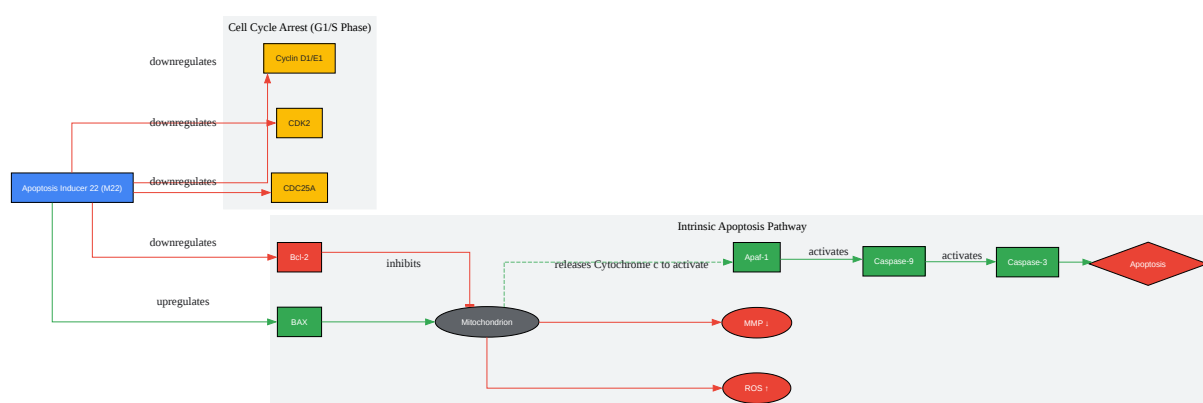 Cell Cycle Arrest (G1/S Phase)
downregulates
Cyclin D1/E1
downregulates
CDK2
Apoptosis Inducer 22 (M22)
downregulates
CDC25A
Intrinsic Apoptosis Pathway
downregulates
Bcl-2
inhibits
releases Cytochrome c to activate
Apaf-1
activates
Caspase-9
activates
Caspase-3
Apoptosis
upregulates
BAX
Mitochondrion
MMP ↓
ROS ↑